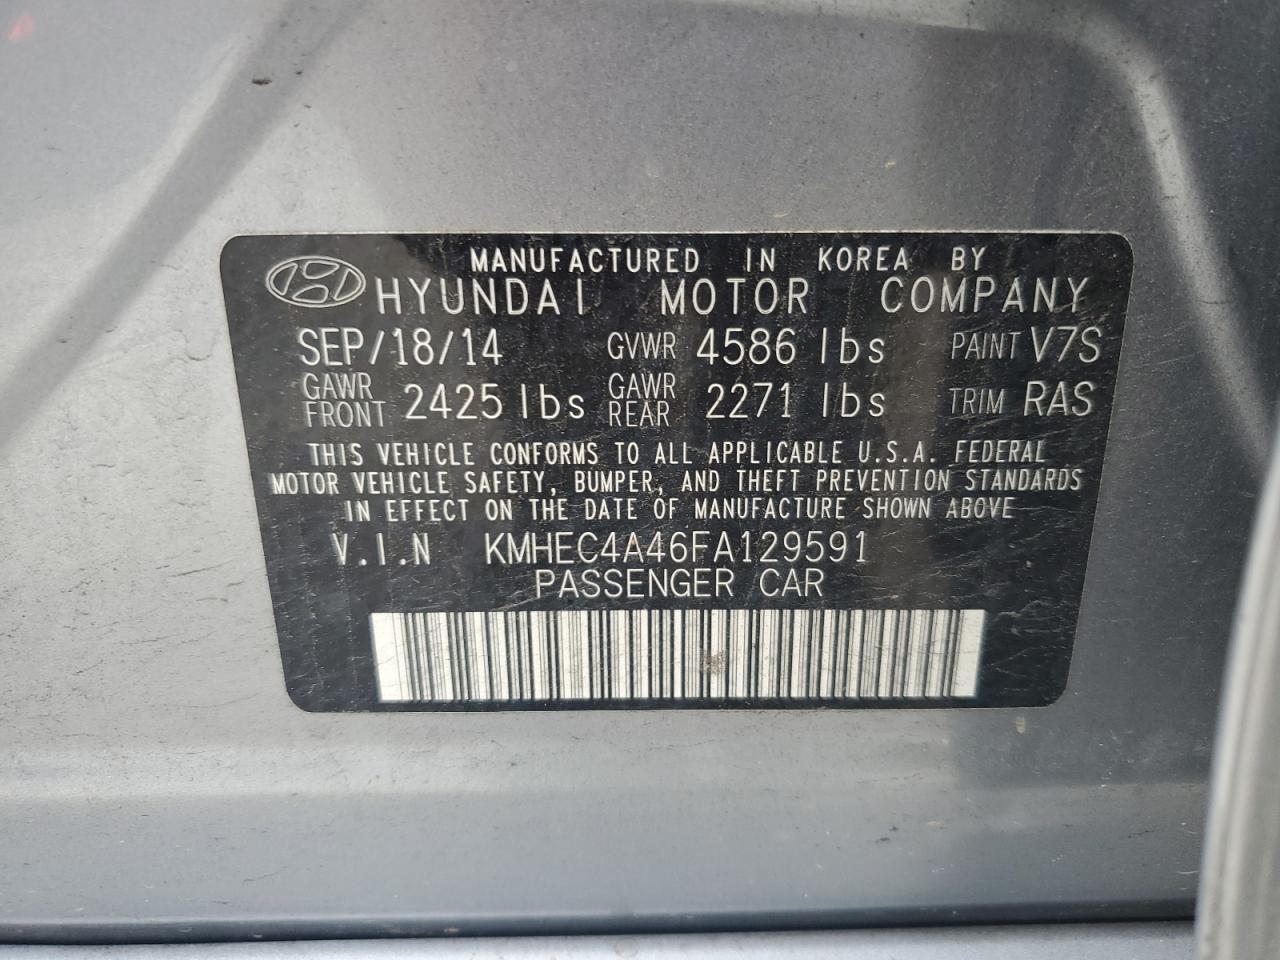 MANUFACTURED IN KOREA BY
HYUNDAI MOTOR COMPANY
SEP/18/14 GVWR 4586 lbs PAINT V7S
GAWR FRONT 2425 lbs GAWR REAR 2271 lbs TRIM RAS
THIS VEHICLE CONFORMS TO ALL APPLICABLE U.S.A. FEDERAL
MOTOR VEHICLE SAFETY, BUMPER, AND THEFT PREVENTION STANDARDS
IN EFFECT ON THE DATE OF MANUFACTURE SHOWN ABOVE
V.I.N KMHEC4A46FA129591
PASSENGER CAR